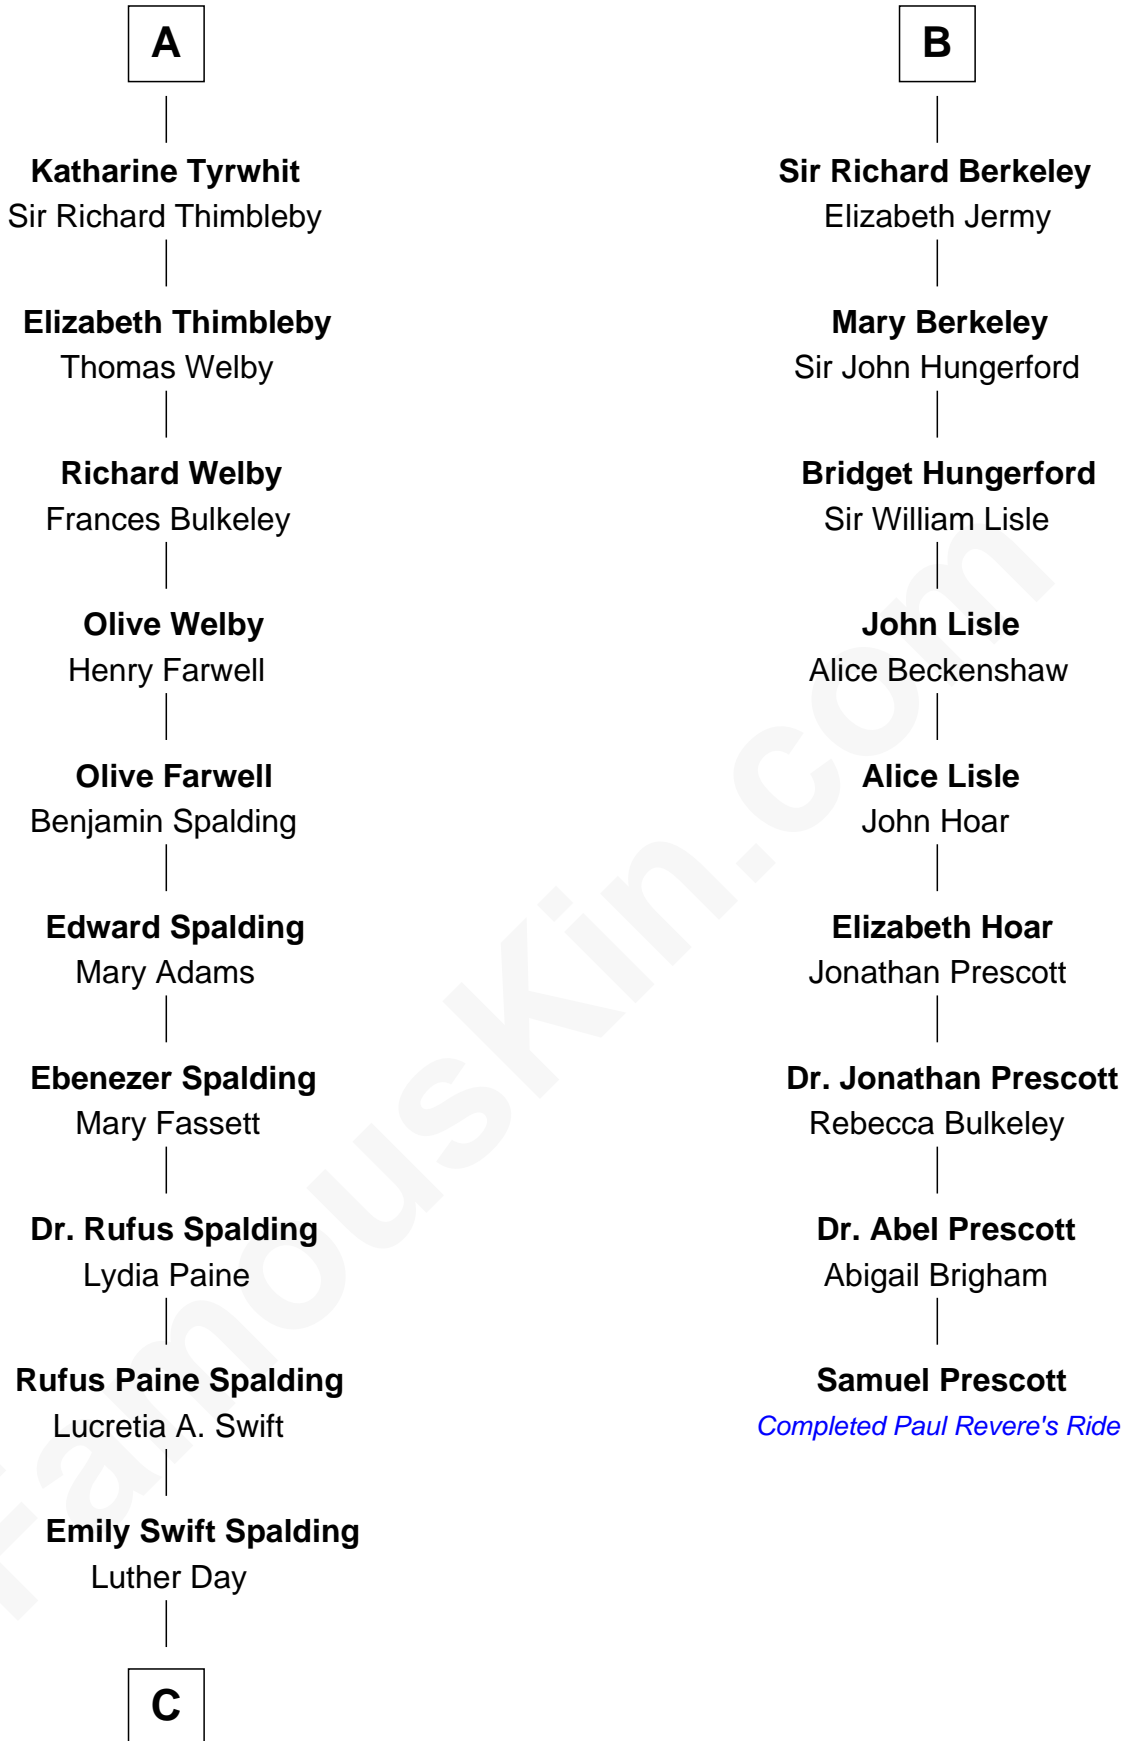 A
Katharine Tyrwhit
Sir Richard Thimbleby
Elizabeth Thimbleby
Thomas Welby
Richard Welby
Frances Bulkeley
Olive Welby
Henry Farwell
Olive Farwell
Benjamin Spalding
Edward Spalding
Mary Adams
Ebenezer Spalding
Mary Fassett
Dr. Rufus Spalding
Lydia Paine
Rufus Paine Spalding
Lucretia A. Swift
Emily Swift Spalding
Luther Day
C
B
Sir Richard Berkeley
Elizabeth Jermy
Mary Berkeley
Sir John Hungerford
Bridget Hungerford
Sir William Lisle
John Lisle
Alice Beckenshaw
Alice Lisle
John Hoar
Elizabeth Hoar
Jonathan Prescott
Dr. Jonathan Prescott
Rebecca Bulkeley
Dr. Abel Prescott
Abigail Brigham
Samuel Prescott
Completed Paul Revere's Ride
FamousKin.com